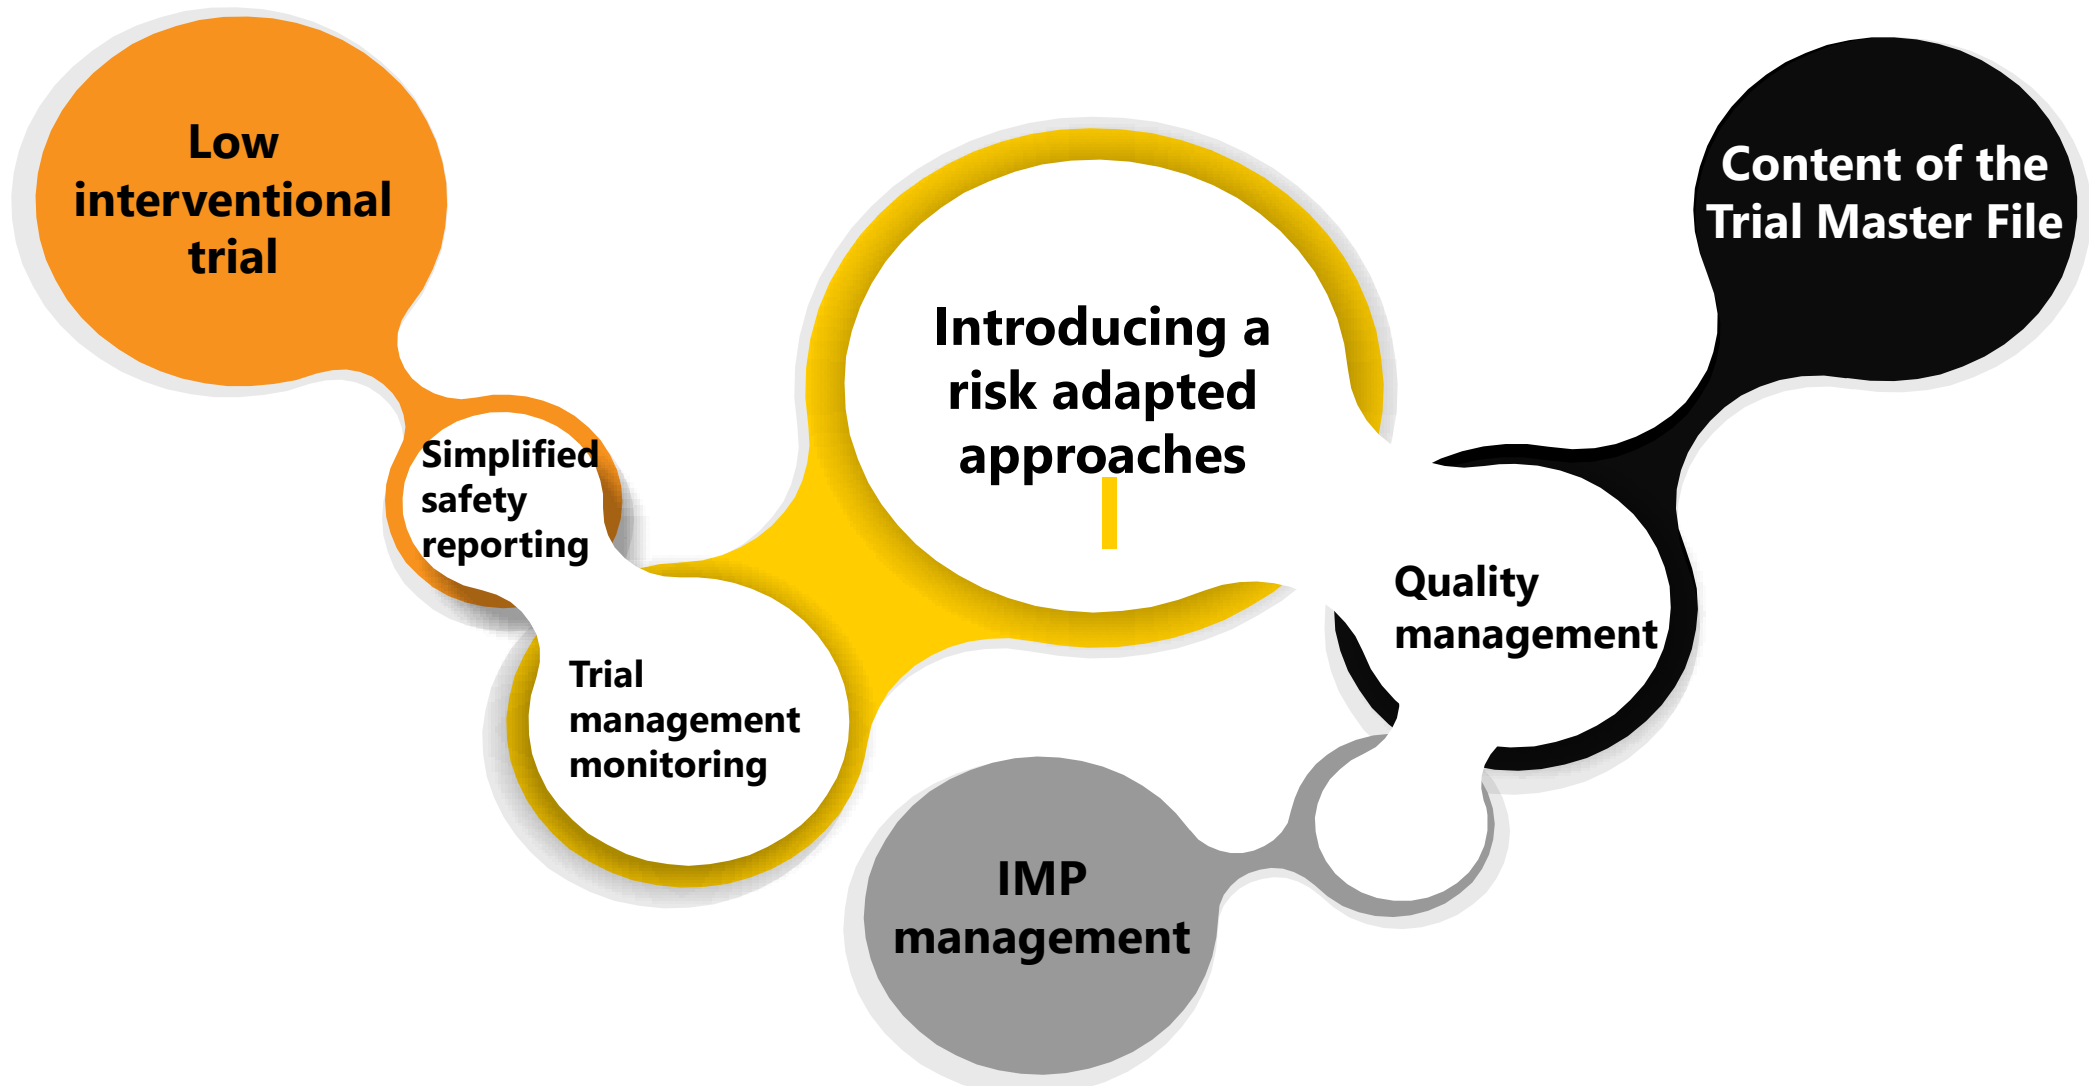 Low
interventional
trial
Simplified
safety
reporting
Trial
management
monitoring
Introducing a
risk adapted
approaches
Content of the
Trial Master File
Quality
management
IMP
management